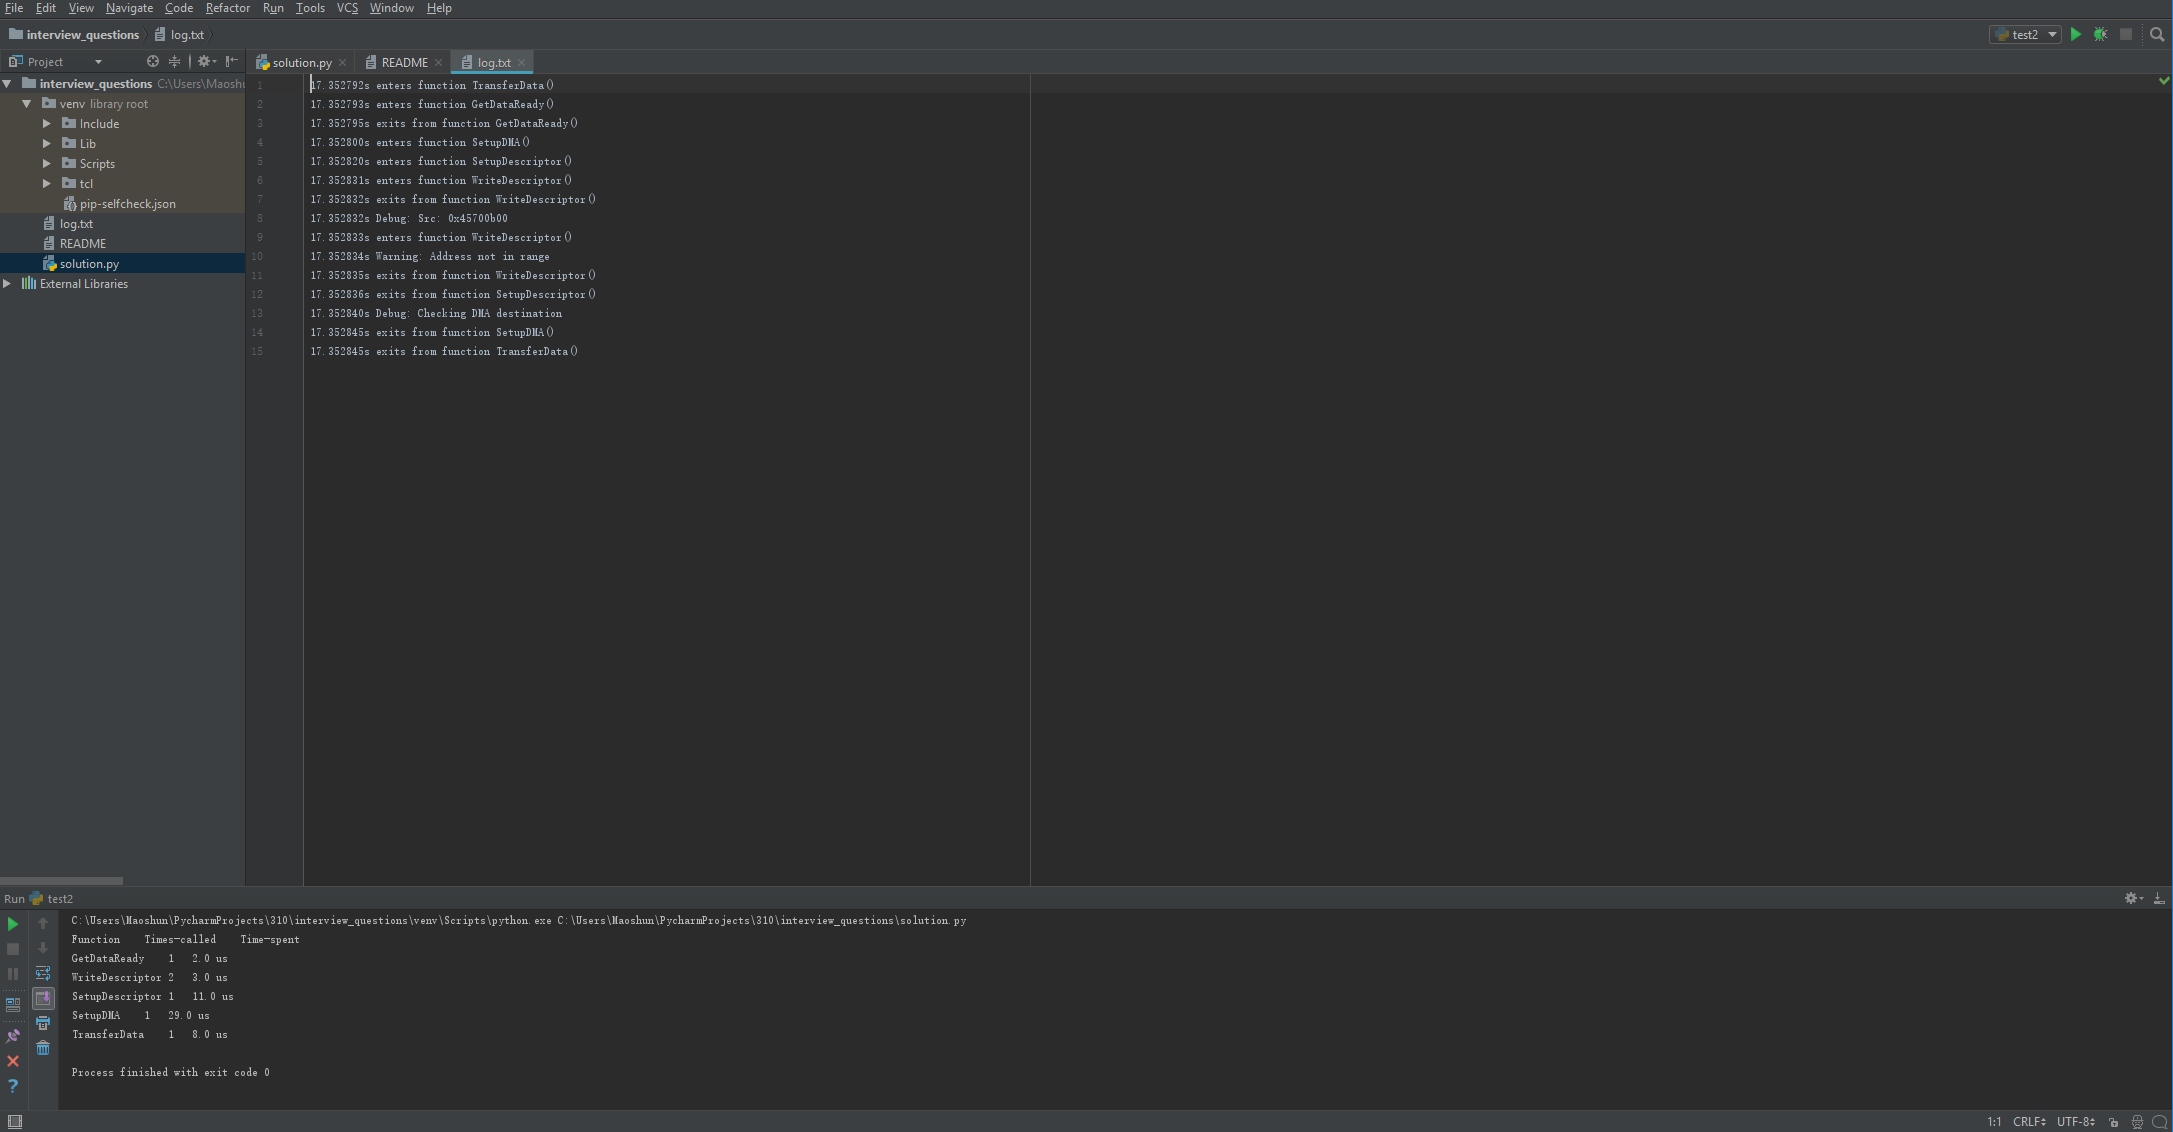 File Edit View Navigate Code Refactor Run Tools VCS Window Help
interview_questions log.txt test2
Project solution.py README log.txt
interview_questions C:\Users\Maoshu
venv library root
Include
Lib
Scripts
tcl
pip-selfcheck.json
log.txt
README
solution.py
External Libraries
1 17.352792s enters function TransferData()
2 17.352793s enters function GetDataReady()
3 17.352795s exits from function GetDataReady()
4 17.352800s enters function SetupDMA()
5 17.352820s enters function SetupDescriptor()
6 17.352831s enters function WriteDescriptor()
7 17.352832s exits from function WriteDescriptor()
8 17.352832s Debug: Src: 0x45700b00
9 17.352833s enters function WriteDescriptor()
10 17.352834s Warning: Address not in range
11 17.352835s exits from function WriteDescriptor()
12 17.352836s exits from function SetupDescriptor()
13 17.352840s Debug: Checking DMA destination
14 17.352845s exits from function SetupDMA()
15 17.352845s exits from function TransferData()
Run test2
C:\Users\Maoshun\PycharmProjects\310\interview_questions\venv\Scripts\python.exe C:\Users\Maoshun\PycharmProjects\310\interview_questions\solution.py
Function Times-called Time-spent
GetDataReady 1 2.0 us
WriteDescriptor 2 3.0 us
SetupDescriptor 1 11.0 us
SetupDMA 1 29.0 us
TransferData 1 8.0 us
Process finished with exit code 0
1:1 CRLF UTF-8